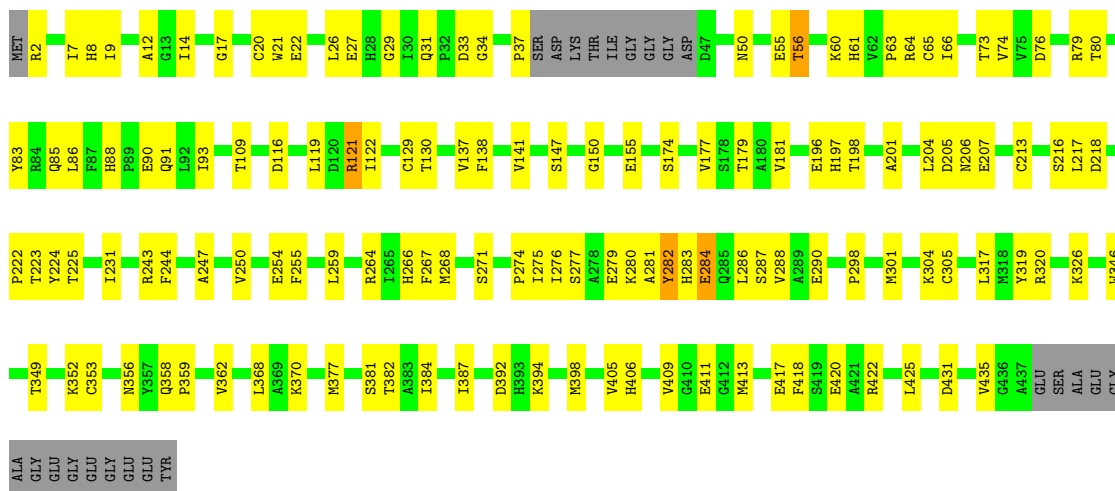 MET R2 I7 H8 I9 A12 G13 I14 G17 C20 W21 E22 L26 E27 H28 G29 I30 Q31 P32 D33 G34 P37 SER ASP LYS THR ILE GLY GLY GLY ASP D47 N50 E55 T56 K60 H61 V62 P63 R64 C65 I66 T73 V74 V75 D76 R79 T80
Y83 R84 Q85 L86 F87 H88 P89 E90 Q91 L92 I93 T109 D116 L119 D120 R121 I122 C129 T130 V137 F138 V141 S147 G150 E155 S174 V177 S178 T179 A180 V181 E196 H197 T198 A201 L204 D205 N206 E207 C213 S216 L217 D218
P222 T223 Y224 T225 I231 R243 F244 A247 V250 E254 F255 L259 R264 I265 H266 F267 M268 S271 P274 I275 I276 S277 A278 E279 K280 A281 Y282 H283 E284 Q285 L286 S287 V288 A289 E290 P298 M301 K304 C305 L317 M318 Y319 R320 K326 W346
T349 K352 C353 N356 Y357 Q358 P359 V362 L368 A369 K370 M377 S381 T382 A383 I384 I387 D392 H393 K394 M398 V405 H406 V409 G410 E411 G412 M413 E417 F418 S419 E420 A421 R422 L425 D431 V435 G436 A437 GLU SER ALA GLU GLY
ALA GLY GLU GLY GLU GLY GLU GLU TYR